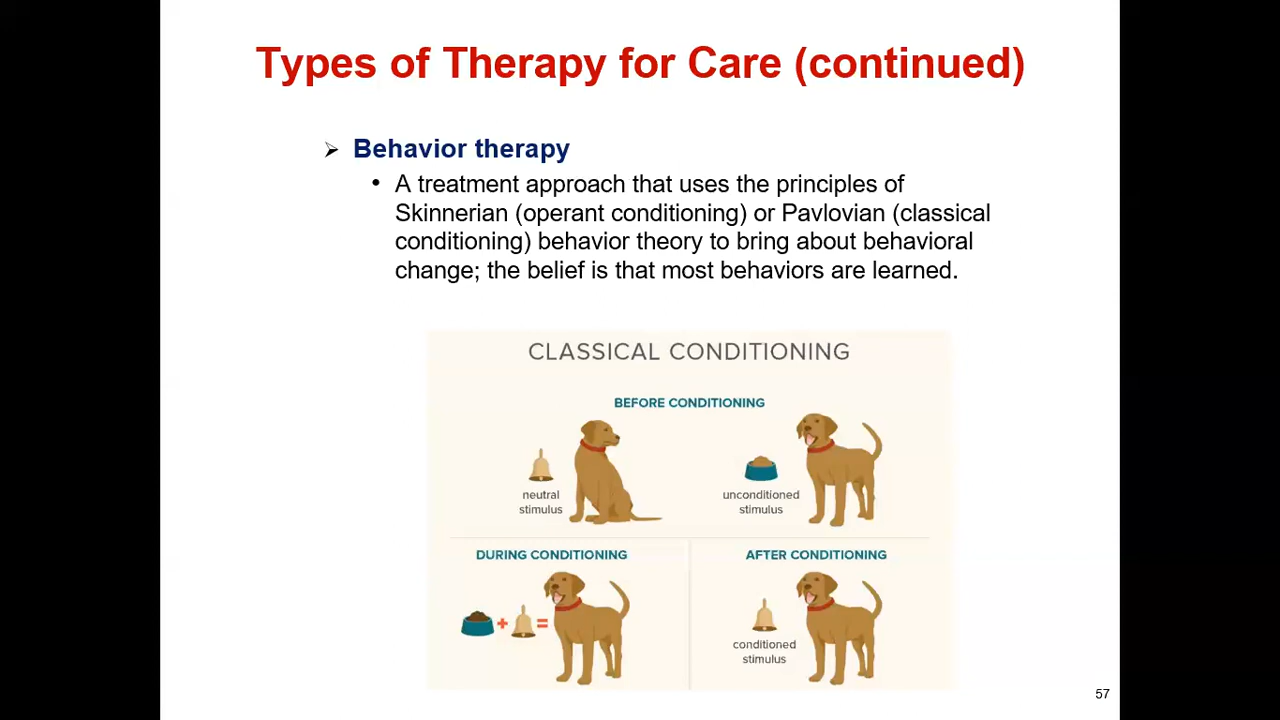 Types of Therapy for Care (continued)
➢ Behavior therapy
• A treatment approach that uses the principles of
Skinnerian (operant conditioning) or Pavlovian (classical
conditioning) behavior theory to bring about behavioral
change; the belief is that most behaviors are learned.
CLASSICAL CONDITIONING
BEFORE CONDITIONING
neutral
stimulus
unconditioned
stimulus
DURING CONDITIONING
+ =
AFTER CONDITIONING
conditioned
stimulus
57